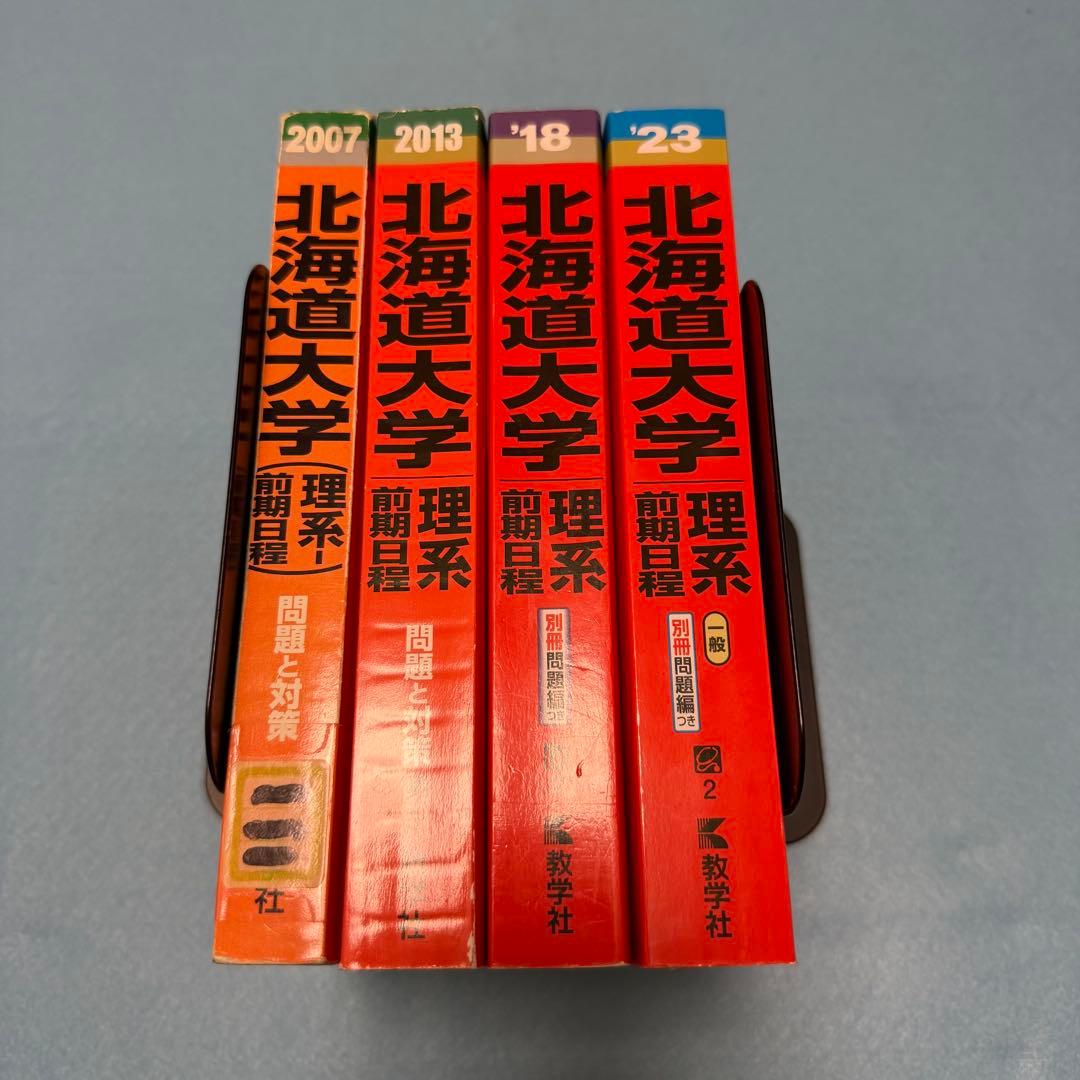 2007
北海道大学
(理系-
前期日程)
問題と対策
社
2013
北海道大学
理系
前期日程
問題と対策
社
'18
北海道大学
理系
前期日程
別冊問題編つき
教学社
'23
北海道大学
理系
前期日程
一般
別冊問題編つき
2
教学社